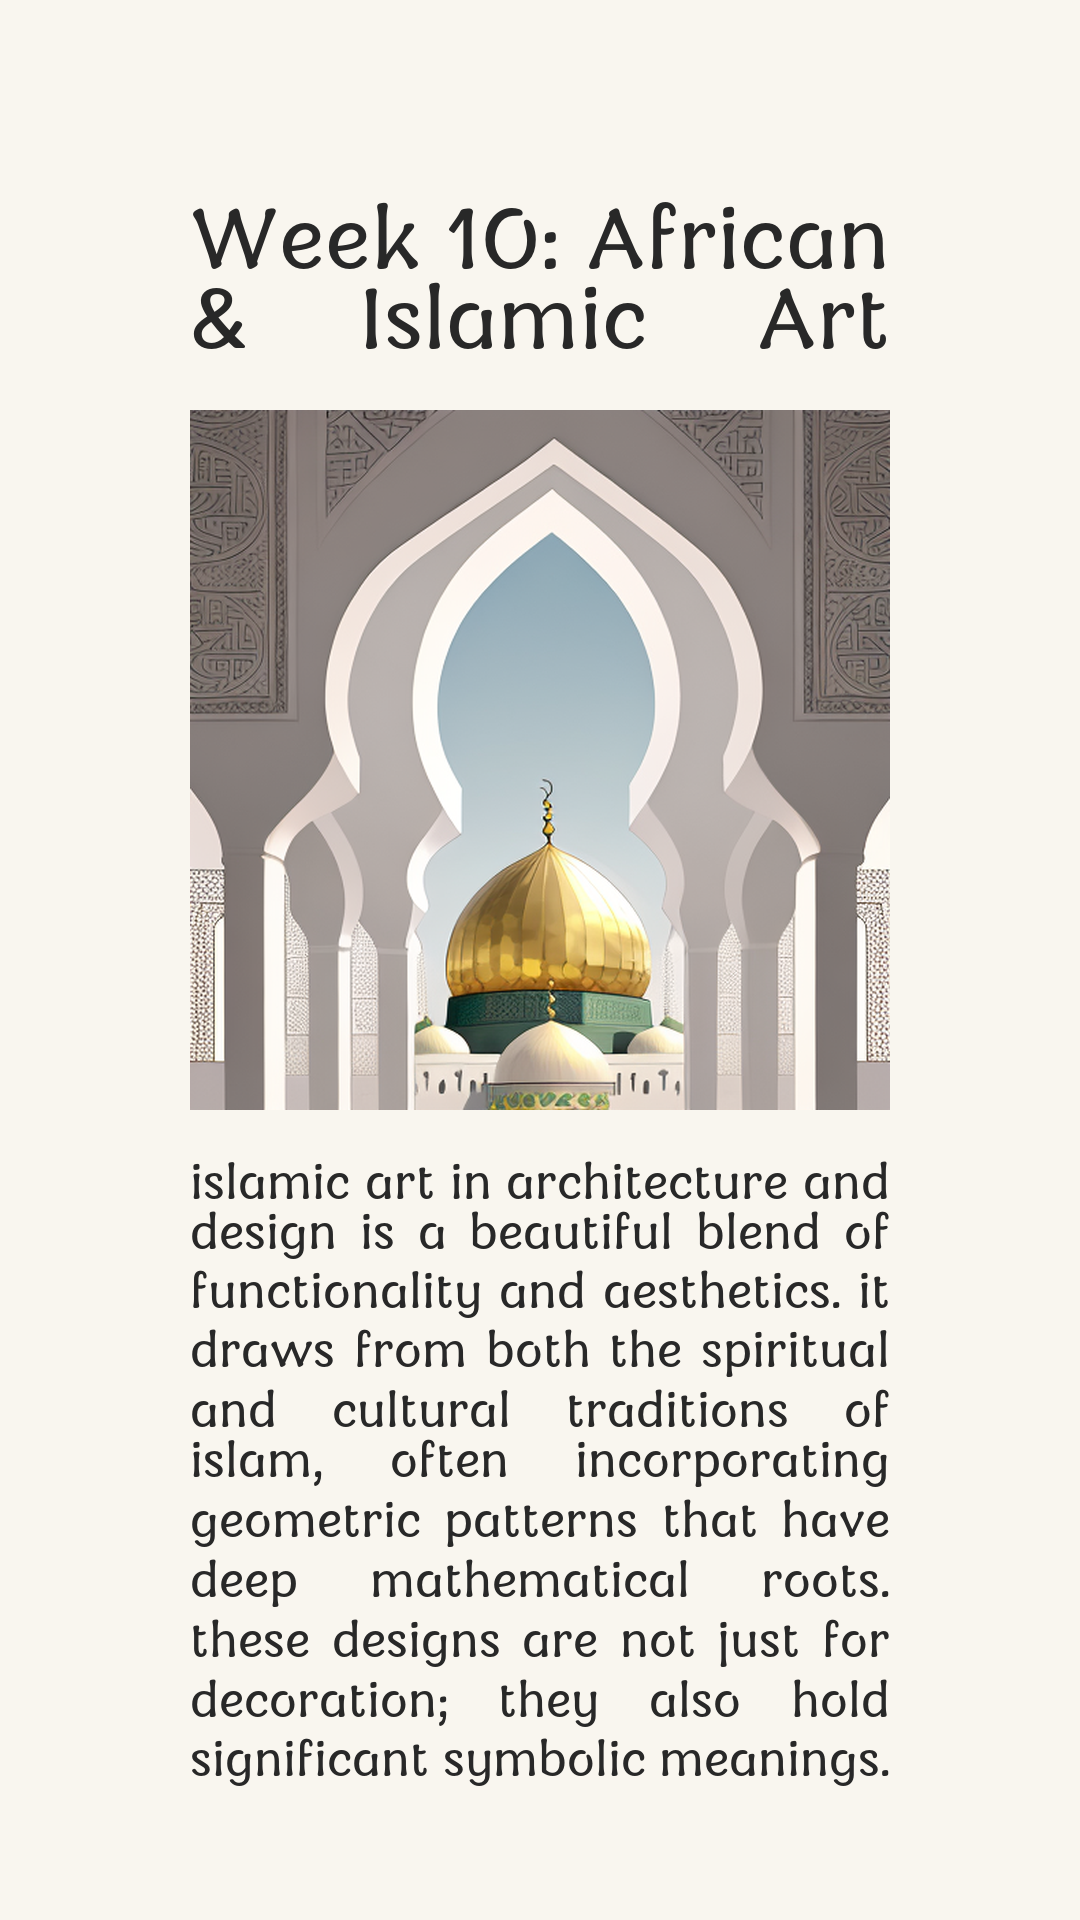 Week 10: African
& Islamic Art
islamic art in architecture and
design is a beautiful blend of
functionality and aesthetics. it
draws from both the spiritual
and cultural traditions of
islam, often incorporating
geometric patterns that have
deep mathematical roots.
these designs are not just for
decoration; they also hold
significant symbolic meanings.